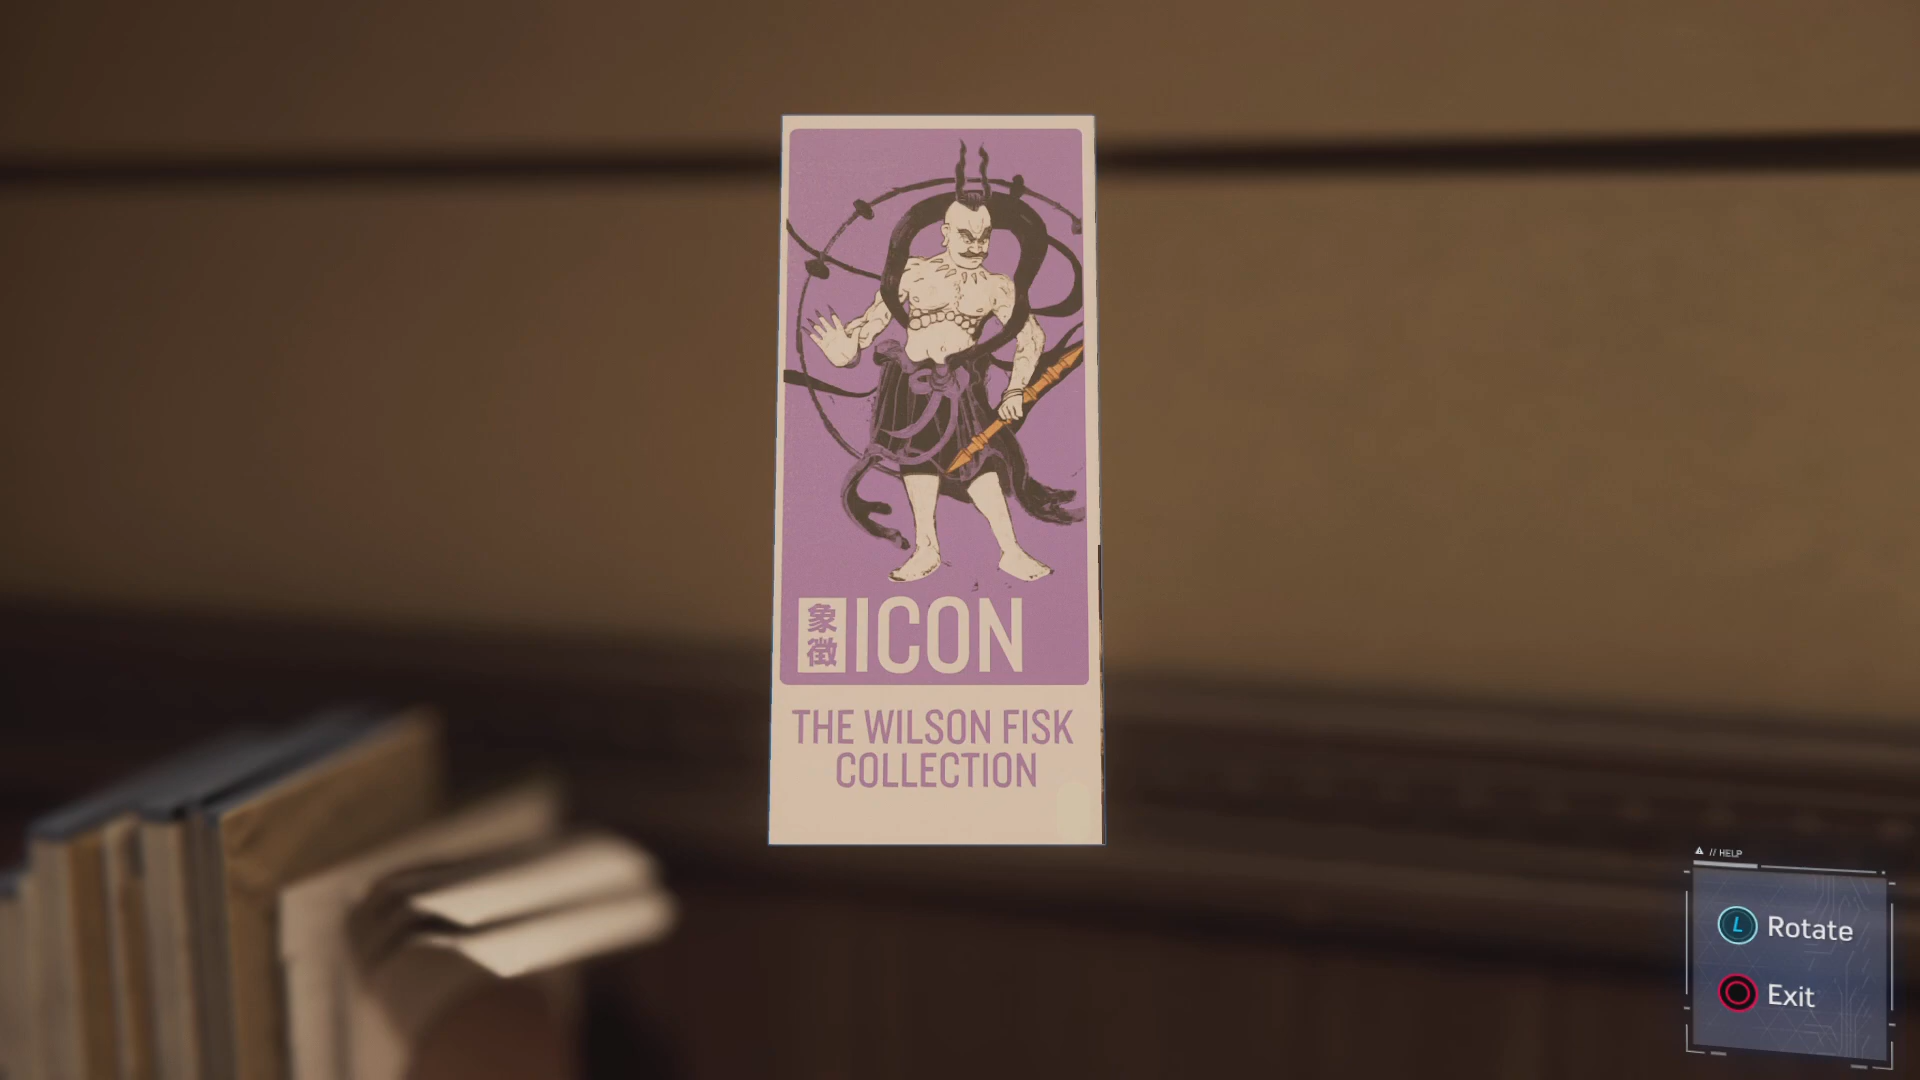 象徴
ICON
THE WILSON FISK
COLLECTION
// HELP
L Rotate
Exit